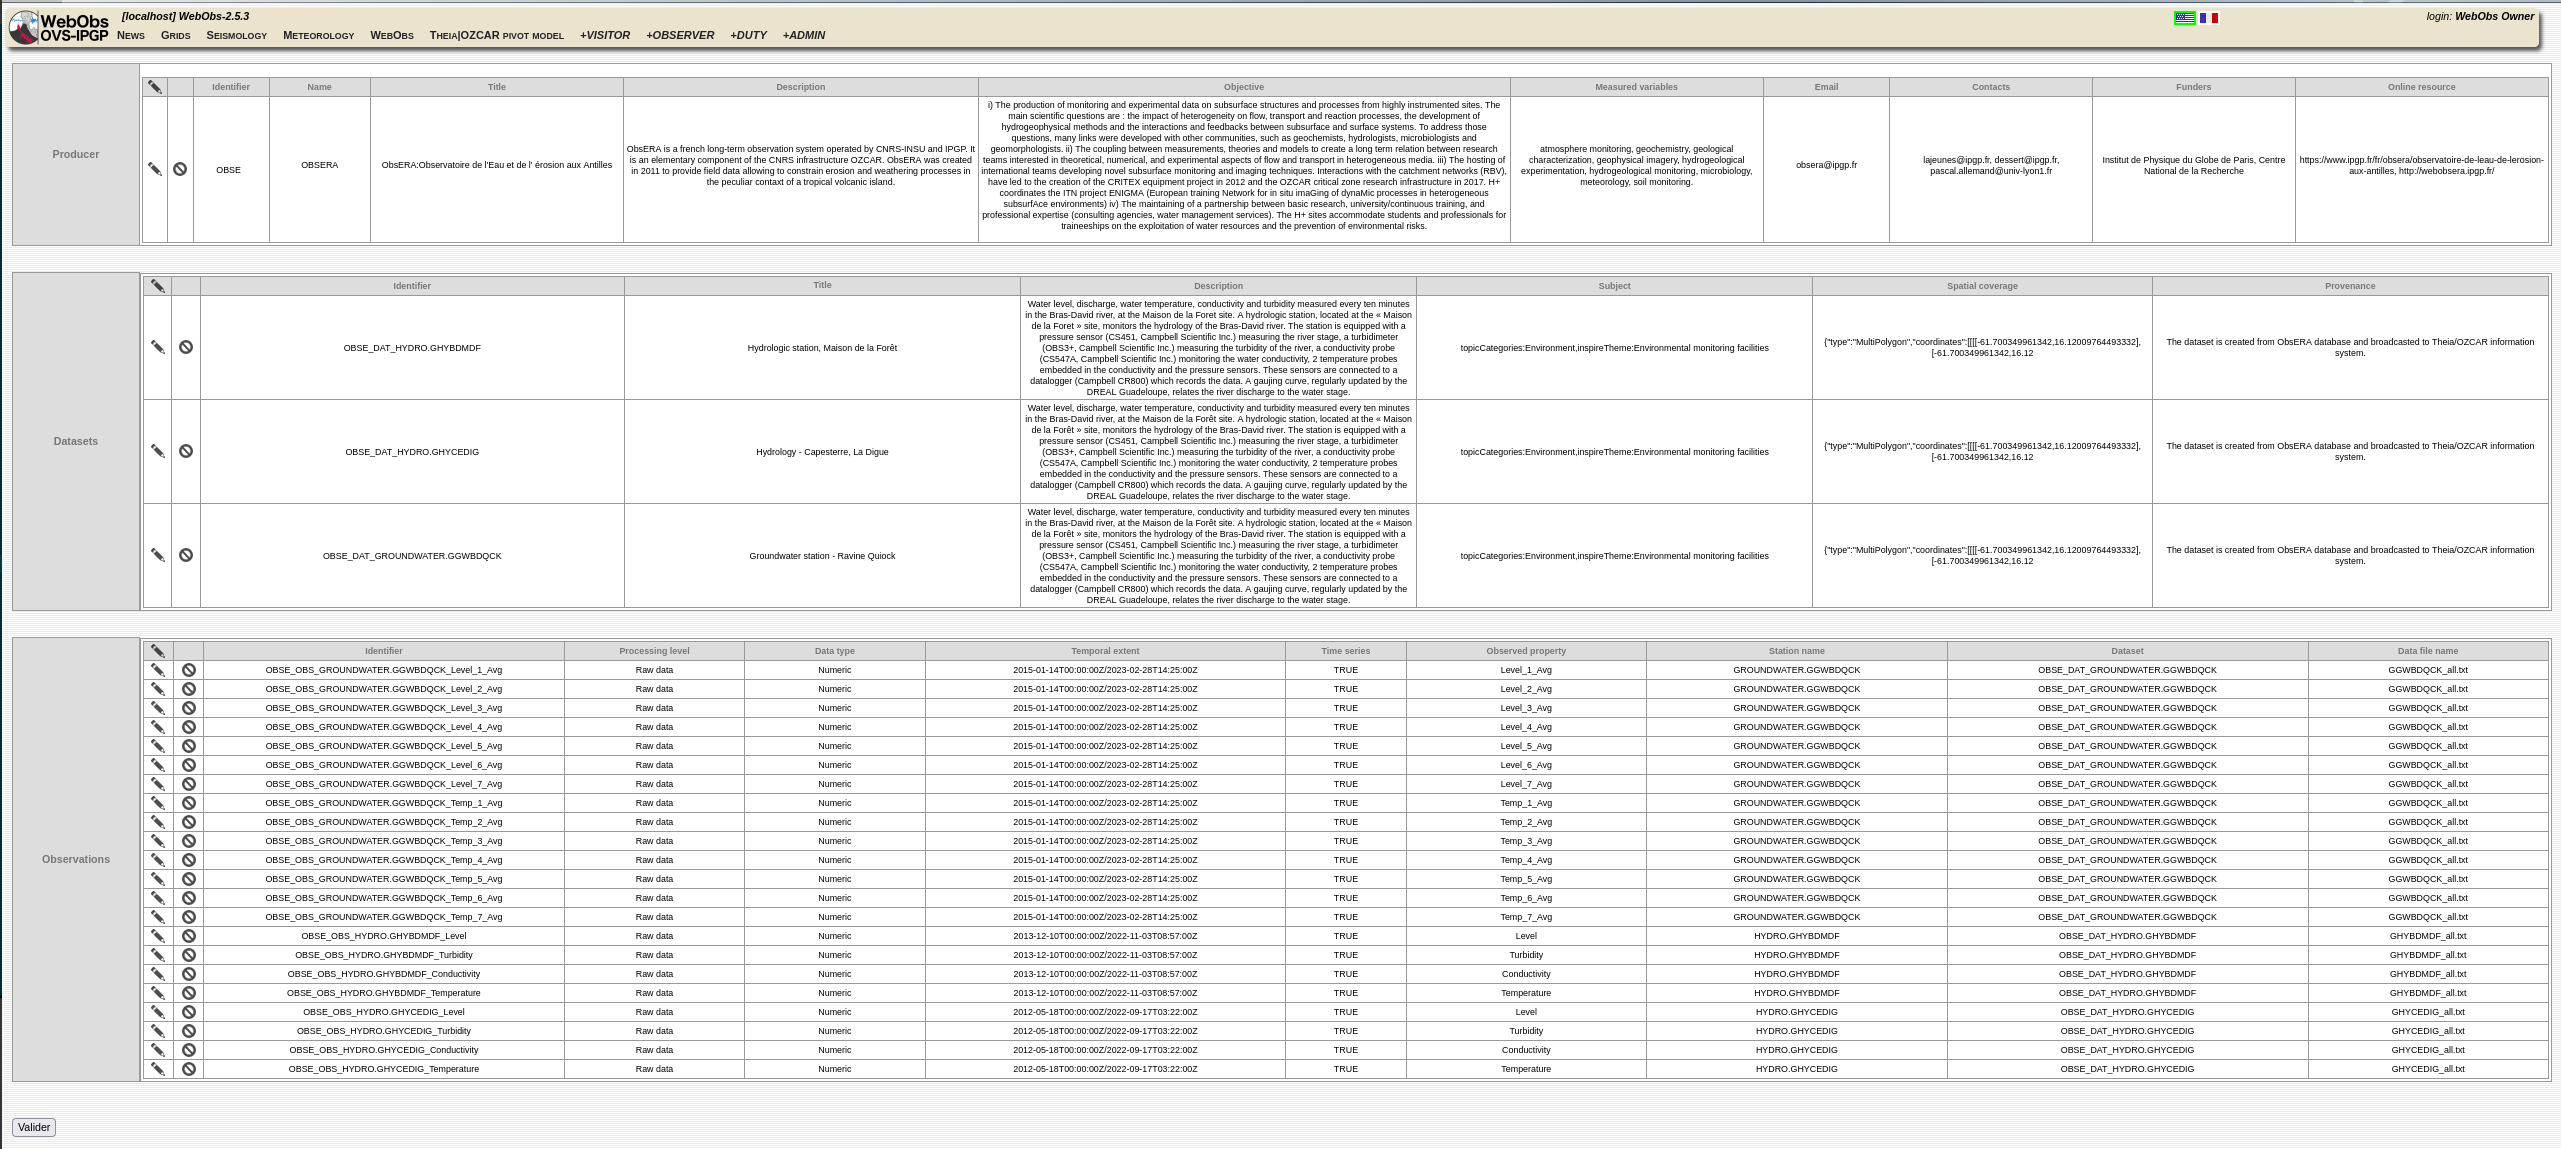 WebObs
OVS-IPGP
[localhost] WebObs-2.5.3
login: WebObs Owner
News Grids Seismology Meteorology WebObs Theia|OZCAR pivot model +VISITOR +OBSERVER +DUTY +ADMIN
Producer
Identifier Name Title Description Objective Measured variables Email Contacts Funders Online resource
OBSE
OBSERA
ObsERA:Observatoire de l'Eau et de l' érosion aux Antilles
ObsERA is a french long-term observation system operated by CNRS-INSU and IPGP. It
is an elementary component of the CNRS infrastructure OZCAR. ObsERA was created
in 2011 to provide field data allowing to constrain erosion and weathering processes in
the peculiar contaxt of a tropical volcanic island.
i) The production of monitoring and experimental data on subsurface structures and processes from highly instrumented sites. The
main scientific questions are : the impact of heterogeneity on flow, transport and reaction processes, the development of
hydrogeophysical methods and the interactions and feedbacks between subsurface and surface systems. To address those
questions, many links were developed with other communities, such as geochemists, hydrologists, microbiologists and
geomorphologists. ii) The coupling between measurements, theories and models to create a long term relation between research
teams interested in theoretical, numerical, and experimental aspects of flow and transport in heterogeneous media. iii) The hosting of
international teams developing novel subsurface monitoring and imaging techniques. Interactions with the catchment networks (RBV),
have led to the creation of the CRITEX equipment project in 2012 and the OZCAR critical zone research infrastructure in 2017. H+
coordinates the ITN project ENIGMA (European training Network for in situ imaGing of dynaMic processes in heterogeneous
subsurfAce environments) iv) The maintaining of a partnership between basic research, university/continuous training, and
professional expertise (consulting agencies, water management services). The H+ sites accommodate students and professionals for
traineeships on the exploitation of water resources and the prevention of environmental risks.
atmosphere monitoring, geochemistry, geological
characterization, geophysical imagery, hydrogeological
experimentation, hydrogeological monitoring, microbiology,
meteorology, soil monitoring.
obsera@ipgp.fr
lajeunes@ipgp.fr, dessert@ipgp.fr,
pascal.allemand@univ-lyon1.fr
Institut de Physique du Globe de Paris, Centre
National de la Recherche
https://www.ipgp.fr/fr/obsera/observatoire-de-leau-de-lerosion-
aux-antilles, http://webobsera.ipgp.fr/
Datasets
Identifier Title Description Subject Spatial coverage Provenance
OBSE_DAT_HYDRO.GHYBDMDF
Hydrologic station, Maison de la Forêt
Water level, discharge, water temperature, conductivity and turbidity measured every ten minutes
in the Bras-David river, at the Maison de la Foret site. A hydrologic station, located at the « Maison
de la Foret » site, monitors the hydrology of the Bras-David river. The station is equipped with a
pressure sensor (CS451, Campbell Scientific Inc.) measuring the river stage, a turbidimeter
(OBS3+, Campbell Scientific Inc.) measuring the turbidity of the river, a conductivity probe
(CS547A, Campbell Scientific Inc.) monitoring the water conductivity, 2 temperature probes
embedded in the conductivity and the pressure sensors. These sensors are connected to a
datalogger (Campbell CR800) which records the data. A gaujing curve, regularly updated by the
DREAL Guadeloupe, relates the river discharge to the water stage.
topicCategories:Environment,inspireTheme:Environmental monitoring facilities
{"type":"MultiPolygon","coordinates":[[[[-61.700349961342,16.12009764493332],
[-61.700349961342,16.12
The dataset is created from ObsERA database and broadcasted to Theia/OZCAR information
system.
OBSE_DAT_HYDRO.GHYCEDIG
Hydrology - Capesterre, La Digue
Water level, discharge, water temperature, conductivity and turbidity measured every ten minutes
in the Bras-David river, at the Maison de la Forêt site. A hydrologic station, located at the « Maison
de la Forêt » site, monitors the hydrology of the Bras-David river. The station is equipped with a
pressure sensor (CS451, Campbell Scientific Inc.) measuring the river stage, a turbidimeter
(OBS3+, Campbell Scientific Inc.) measuring the turbidity of the river, a conductivity probe
(CS547A, Campbell Scientific Inc.) monitoring the water conductivity, 2 temperature probes
embedded in the conductivity and the pressure sensors. These sensors are connected to a
datalogger (Campbell CR800) which records the data. A gaujing curve, regularly updated by the
DREAL Guadeloupe, relates the river discharge to the water stage.
topicCategories:Environment,inspireTheme:Environmental monitoring facilities
{"type":"MultiPolygon","coordinates":[[[[-61.700349961342,16.12009764493332],
[-61.700349961342,16.12
The dataset is created from ObsERA database and broadcasted to Theia/OZCAR information
system.
OBSE_DAT_GROUNDWATER.GGWBDQCK
Groundwater station - Ravine Quiock
Water level, discharge, water temperature, conductivity and turbidity measured every ten minutes
in the Bras-David river, at the Maison de la Forêt site. A hydrologic station, located at the « Maison
de la Forêt » site, monitors the hydrology of the Bras-David river. The station is equipped with a
pressure sensor (CS451, Campbell Scientific Inc.) measuring the river stage, a turbidimeter
(OBS3+, Campbell Scientific Inc.) measuring the turbidity of the river, a conductivity probe
(CS547A, Campbell Scientific Inc.) monitoring the water conductivity, 2 temperature probes
embedded in the conductivity and the pressure sensors. These sensors are connected to a
datalogger (Campbell CR800) which records the data. A gaujing curve, regularly updated by the
DREAL Guadeloupe, relates the river discharge to the water stage.
topicCategories:Environment,inspireTheme:Environmental monitoring facilities
{"type":"MultiPolygon","coordinates":[[[[-61.700349961342,16.12009764493332],
[-61.700349961342,16.12
The dataset is created from ObsERA database and broadcasted to Theia/OZCAR information
system.
Observations
Identifier Processing level Data type Temporal extent Time series Observed property Station name Dataset Data file name
OBSE_OBS_GROUNDWATER.GGWBDQCK_Level_1_Avg Raw data Numeric 2015-01-14T00:00:00Z/2023-02-28T14:25:00Z TRUE Level_1_Avg GROUNDWATER.GGWBDQCK OBSE_DAT_GROUNDWATER.GGWBDQCK GGWBDQCK_all.txt
OBSE_OBS_GROUNDWATER.GGWBDQCK_Level_2_Avg Raw data Numeric 2015-01-14T00:00:00Z/2023-02-28T14:25:00Z TRUE Level_2_Avg GROUNDWATER.GGWBDQCK OBSE_DAT_GROUNDWATER.GGWBDQCK GGWBDQCK_all.txt
OBSE_OBS_GROUNDWATER.GGWBDQCK_Level_3_Avg Raw data Numeric 2015-01-14T00:00:00Z/2023-02-28T14:25:00Z TRUE Level_3_Avg GROUNDWATER.GGWBDQCK OBSE_DAT_GROUNDWATER.GGWBDQCK GGWBDQCK_all.txt
OBSE_OBS_GROUNDWATER.GGWBDQCK_Level_4_Avg Raw data Numeric 2015-01-14T00:00:00Z/2023-02-28T14:25:00Z TRUE Level_4_Avg GROUNDWATER.GGWBDQCK OBSE_DAT_GROUNDWATER.GGWBDQCK GGWBDQCK_all.txt
OBSE_OBS_GROUNDWATER.GGWBDQCK_Level_5_Avg Raw data Numeric 2015-01-14T00:00:00Z/2023-02-28T14:25:00Z TRUE Level_5_Avg GROUNDWATER.GGWBDQCK OBSE_DAT_GROUNDWATER.GGWBDQCK GGWBDQCK_all.txt
OBSE_OBS_GROUNDWATER.GGWBDQCK_Level_6_Avg Raw data Numeric 2015-01-14T00:00:00Z/2023-02-28T14:25:00Z TRUE Level_6_Avg GROUNDWATER.GGWBDQCK OBSE_DAT_GROUNDWATER.GGWBDQCK GGWBDQCK_all.txt
OBSE_OBS_GROUNDWATER.GGWBDQCK_Level_7_Avg Raw data Numeric 2015-01-14T00:00:00Z/2023-02-28T14:25:00Z TRUE Level_7_Avg GROUNDWATER.GGWBDQCK OBSE_DAT_GROUNDWATER.GGWBDQCK GGWBDQCK_all.txt
OBSE_OBS_GROUNDWATER.GGWBDQCK_Temp_1_Avg Raw data Numeric 2015-01-14T00:00:00Z/2023-02-28T14:25:00Z TRUE Temp_1_Avg GROUNDWATER.GGWBDQCK OBSE_DAT_GROUNDWATER.GGWBDQCK GGWBDQCK_all.txt
OBSE_OBS_GROUNDWATER.GGWBDQCK_Temp_2_Avg Raw data Numeric 2015-01-14T00:00:00Z/2023-02-28T14:25:00Z TRUE Temp_2_Avg GROUNDWATER.GGWBDQCK OBSE_DAT_GROUNDWATER.GGWBDQCK GGWBDQCK_all.txt
OBSE_OBS_GROUNDWATER.GGWBDQCK_Temp_3_Avg Raw data Numeric 2015-01-14T00:00:00Z/2023-02-28T14:25:00Z TRUE Temp_3_Avg GROUNDWATER.GGWBDQCK OBSE_DAT_GROUNDWATER.GGWBDQCK GGWBDQCK_all.txt
OBSE_OBS_GROUNDWATER.GGWBDQCK_Temp_4_Avg Raw data Numeric 2015-01-14T00:00:00Z/2023-02-28T14:25:00Z TRUE Temp_4_Avg GROUNDWATER.GGWBDQCK OBSE_DAT_GROUNDWATER.GGWBDQCK GGWBDQCK_all.txt
OBSE_OBS_GROUNDWATER.GGWBDQCK_Temp_5_Avg Raw data Numeric 2015-01-14T00:00:00Z/2023-02-28T14:25:00Z TRUE Temp_5_Avg GROUNDWATER.GGWBDQCK OBSE_DAT_GROUNDWATER.GGWBDQCK GGWBDQCK_all.txt
OBSE_OBS_GROUNDWATER.GGWBDQCK_Temp_6_Avg Raw data Numeric 2015-01-14T00:00:00Z/2023-02-28T14:25:00Z TRUE Temp_6_Avg GROUNDWATER.GGWBDQCK OBSE_DAT_GROUNDWATER.GGWBDQCK GGWBDQCK_all.txt
OBSE_OBS_GROUNDWATER.GGWBDQCK_Temp_7_Avg Raw data Numeric 2015-01-14T00:00:00Z/2023-02-28T14:25:00Z TRUE Temp_7_Avg GROUNDWATER.GGWBDQCK OBSE_DAT_GROUNDWATER.GGWBDQCK GGWBDQCK_all.txt
OBSE_OBS_HYDRO.GHYBDMDF_Level Raw data Numeric 2013-12-10T00:00:00Z/2022-11-03T08:57:00Z TRUE Level HYDRO.GHYBDMDF OBSE_DAT_HYDRO.GHYBDMDF GHYBDMDF_all.txt
OBSE_OBS_HYDRO.GHYBDMDF_Turbidity Raw data Numeric 2013-12-10T00:00:00Z/2022-11-03T08:57:00Z TRUE Turbidity HYDRO.GHYBDMDF OBSE_DAT_HYDRO.GHYBDMDF GHYBDMDF_all.txt
OBSE_OBS_HYDRO.GHYBDMDF_Conductivity Raw data Numeric 2013-12-10T00:00:00Z/2022-11-03T08:57:00Z TRUE Conductivity HYDRO.GHYBDMDF OBSE_DAT_HYDRO.GHYBDMDF GHYBDMDF_all.txt
OBSE_OBS_HYDRO.GHYBDMDF_Temperature Raw data Numeric 2013-12-10T00:00:00Z/2022-11-03T08:57:00Z TRUE Temperature HYDRO.GHYBDMDF OBSE_DAT_HYDRO.GHYBDMDF GHYBDMDF_all.txt
OBSE_OBS_HYDRO.GHYCEDIG_Level Raw data Numeric 2012-05-18T00:00:00Z/2022-09-17T03:22:00Z TRUE Level HYDRO.GHYCEDIG OBSE_DAT_HYDRO.GHYCEDIG GHYCEDIG_all.txt
OBSE_OBS_HYDRO.GHYCEDIG_Turbidity Raw data Numeric 2012-05-18T00:00:00Z/2022-09-17T03:22:00Z TRUE Turbidity HYDRO.GHYCEDIG OBSE_DAT_HYDRO.GHYCEDIG GHYCEDIG_all.txt
OBSE_OBS_HYDRO.GHYCEDIG_Conductivity Raw data Numeric 2012-05-18T00:00:00Z/2022-09-17T03:22:00Z TRUE Conductivity HYDRO.GHYCEDIG OBSE_DAT_HYDRO.GHYCEDIG GHYCEDIG_all.txt
OBSE_OBS_HYDRO.GHYCEDIG_Temperature Raw data Numeric 2012-05-18T00:00:00Z/2022-09-17T03:22:00Z TRUE Temperature HYDRO.GHYCEDIG OBSE_DAT_HYDRO.GHYCEDIG GHYCEDIG_all.txt
Valider